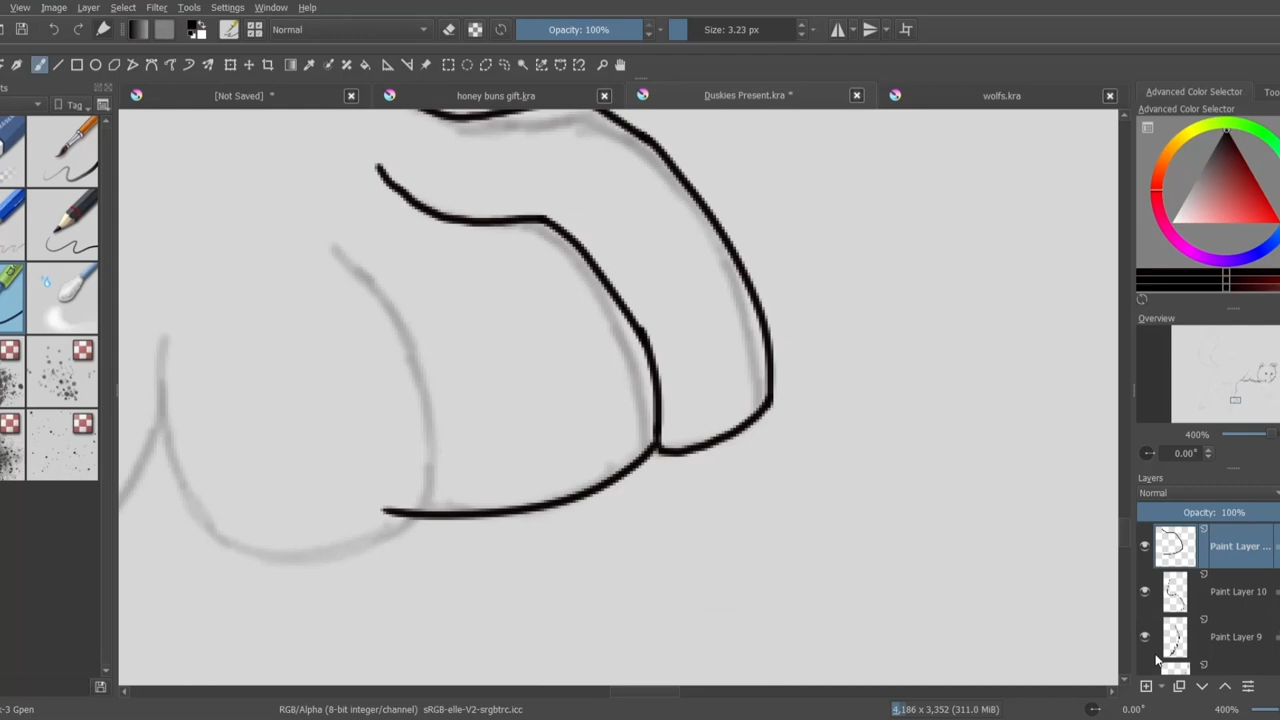 View Image Layer Select Filter Tools Settings Window Help
Normal Opacity: 100% Size: 3.23 px
Tag
[Not Saved] * honey buns gift.kra Duskies Present.kra * wolfs.kra
Advanced Color Selector
Advanced Color Selector
Overview
400%
0.00°
Layers
Normal
Opacity: 100%
Paint Layer ...
Paint Layer 10
Paint Layer 9
RGB/Alpha (8-bit integer/channel) sRGB-elle-V2-srgbtrc.icc 4,186 x 3,352 (311.0 MiB) 0.00° 400%